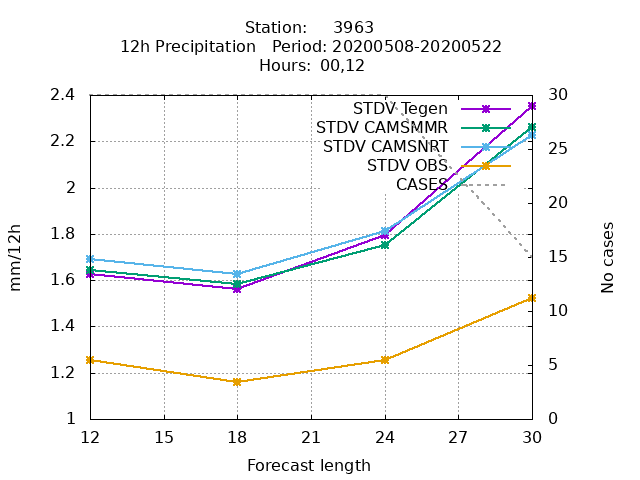 Station: 3963
12h Precipitation Period: 20200508-20200522
Hours: 00,12
2.4
2.2
2
1.8
1.6
1.4
1.2
1
mm/12h
30
25
20
15
10
5
0
No cases
STDV Tegen
STDV CAMSMMR
STDV CAMSNRT
STDV OBS
CASES
12 15 18 21 24 27 30
Forecast length